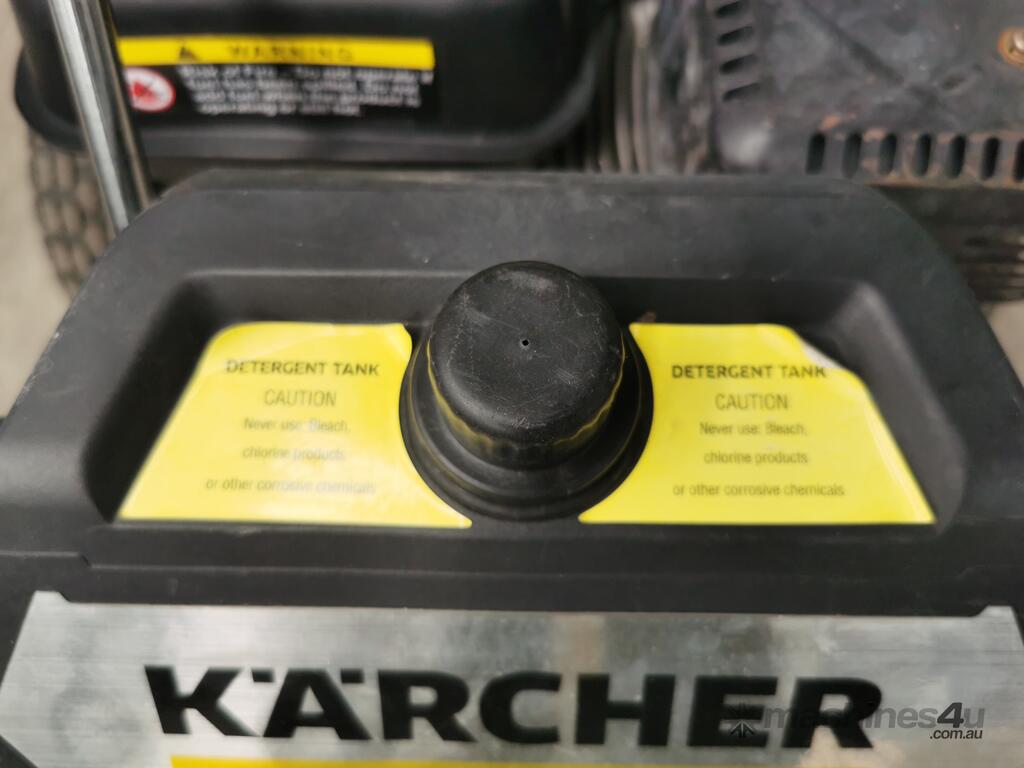 WARNING
DETERGENT TANK
CAUTION
Never use: Bleach,
chlorine products
or other corrosive chemicals
DETERGENT TANK
CAUTION
Never use: Bleach,
chlorine products
or other corrosive chemicals
KÄRCHER
machines4u
.com.au